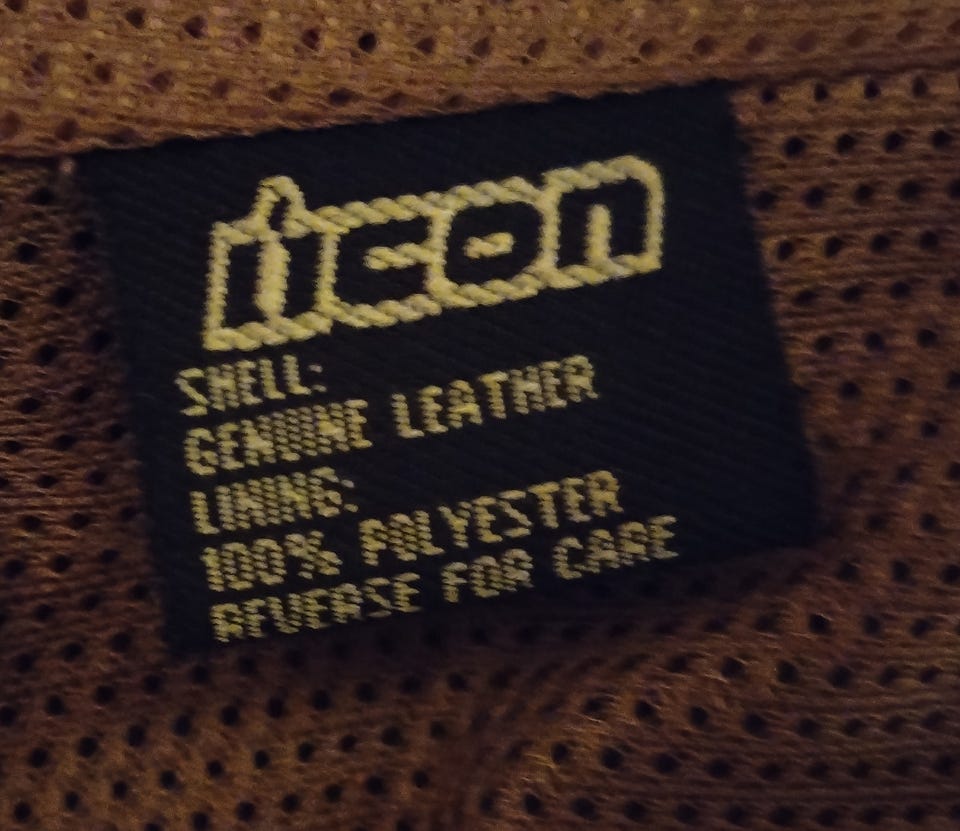 icon
SHELL:
GENUINE LEATHER
LINING:
100% POLYESTER
REVERSE FOR CARE